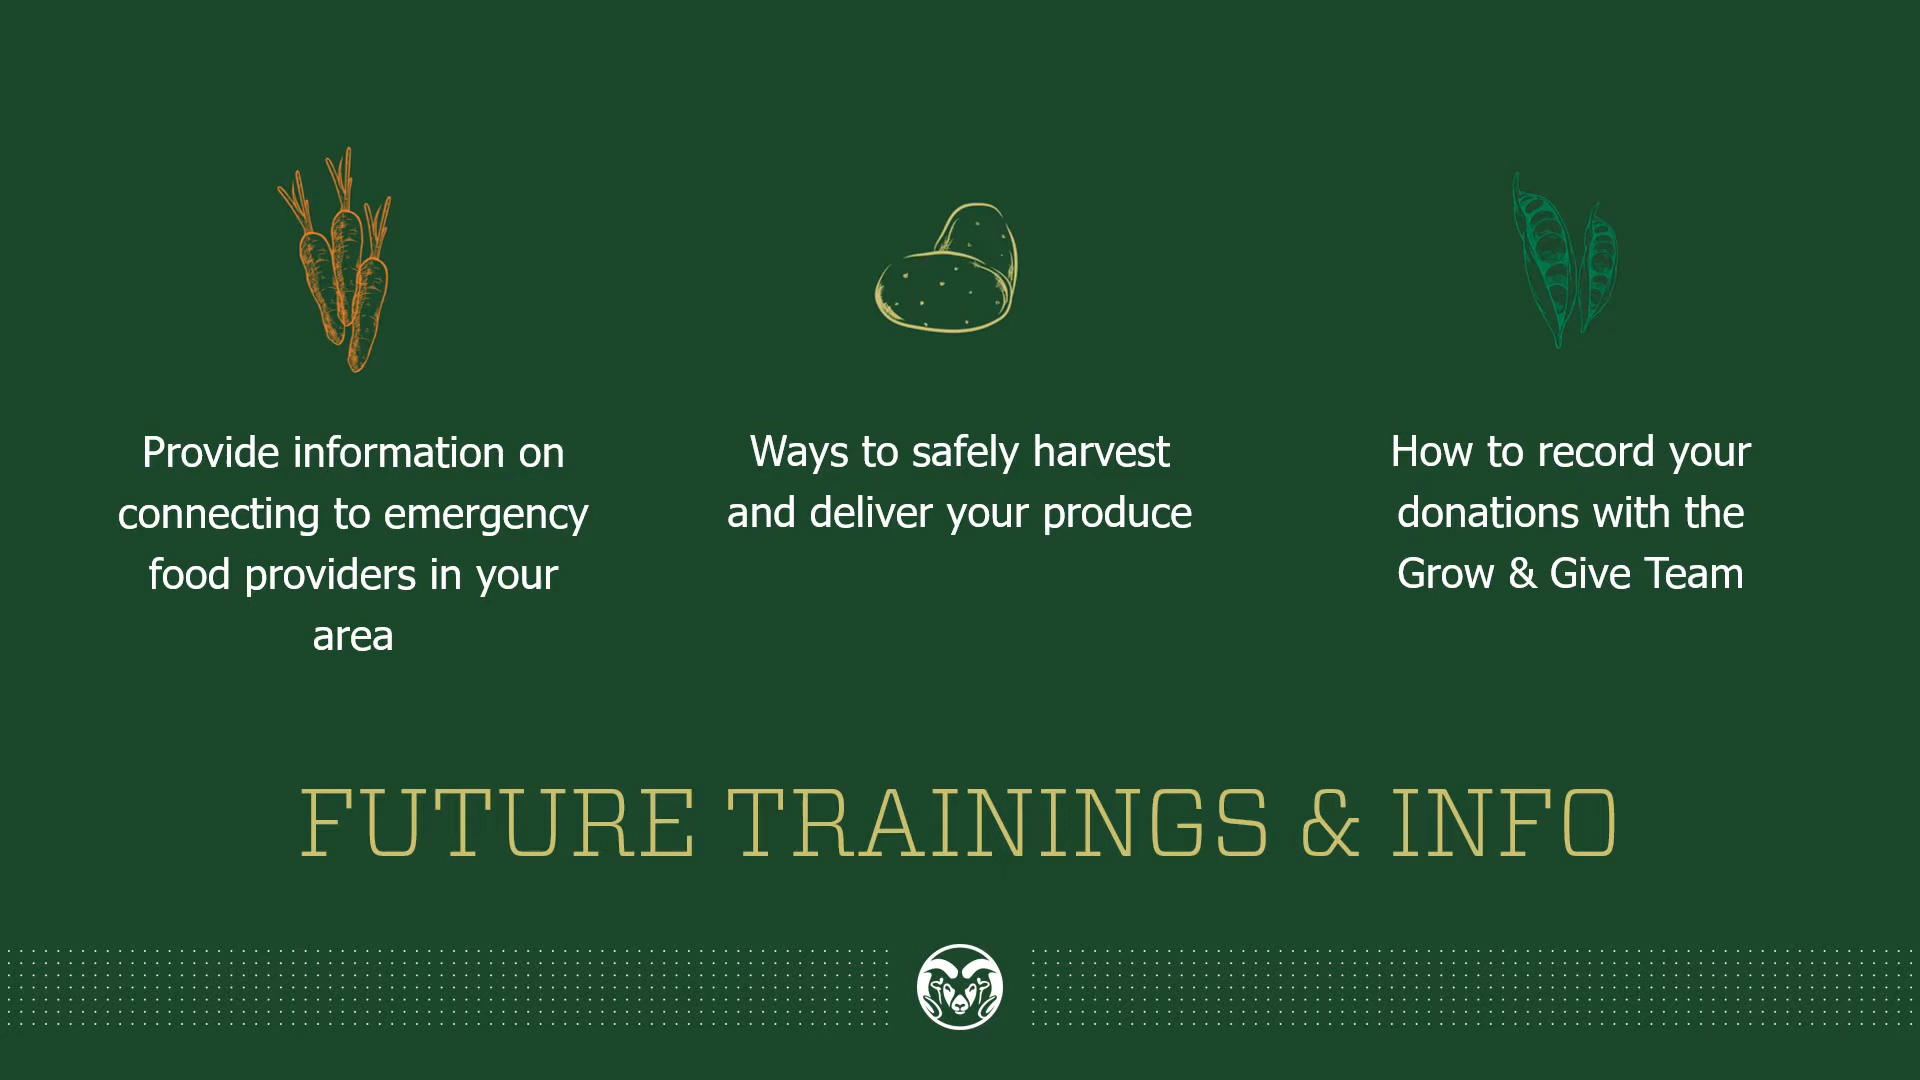 Provide information on
connecting to emergency
food providers in your
area
Ways to safely harvest
and deliver your produce
How to record your
donations with the
Grow & Give Team
FUTURE TRAININGS & INFO